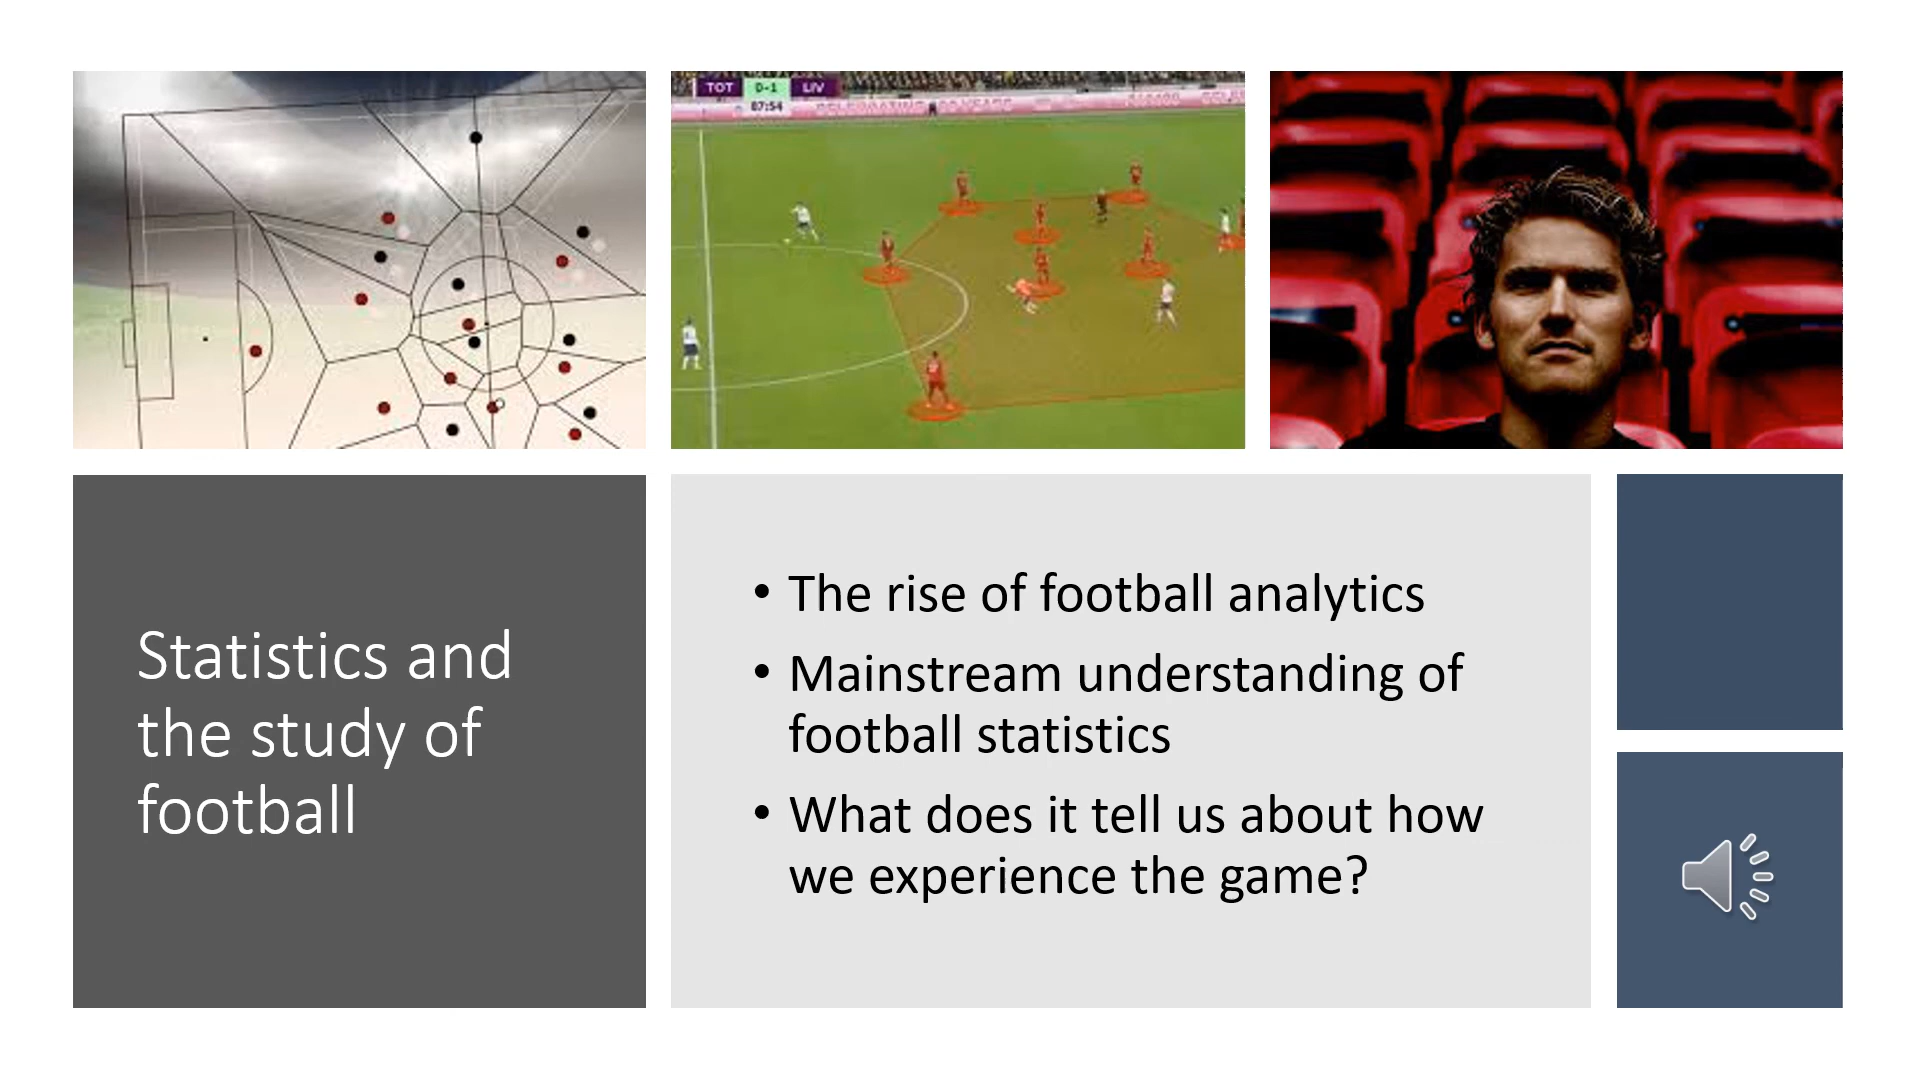 TOT 0-1 LIV
87:54
Statistics and
the study of
football
• The rise of football analytics
• Mainstream understanding of
football statistics
• What does it tell us about how
we experience the game?